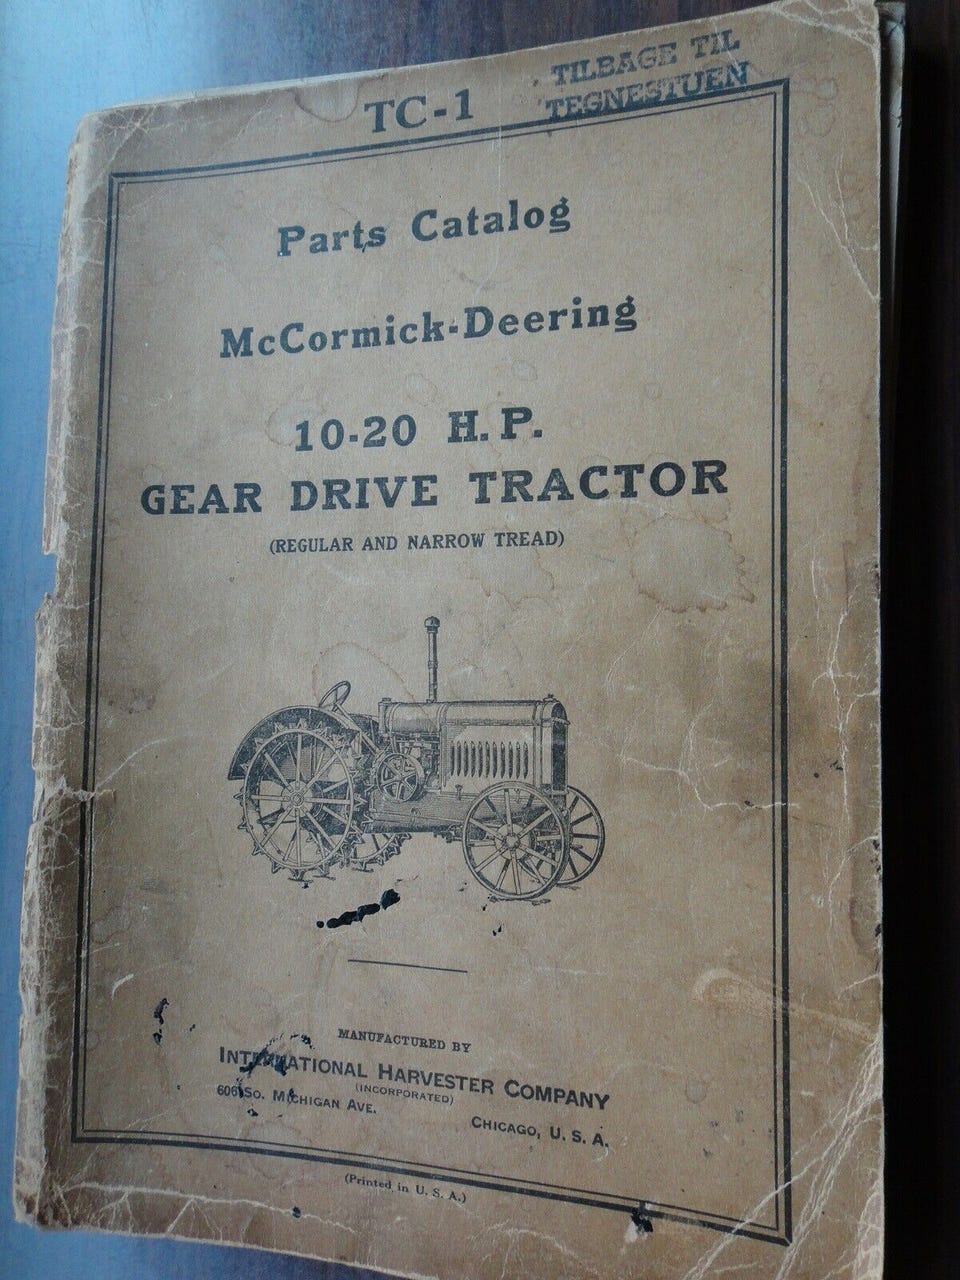 TC-1
TILBAGE TIL
TEGNESTUEN
Parts Catalog
McCormick-Deering
10-20 H.P.
GEAR DRIVE TRACTOR
(REGULAR AND NARROW TREAD)
MANUFACTURED BY
INTERNATIONAL HARVESTER COMPANY
(INCORPORATED)
606 SO. MICHIGAN AVE.
CHICAGO, U. S. A.
(Printed in U. S. A.)